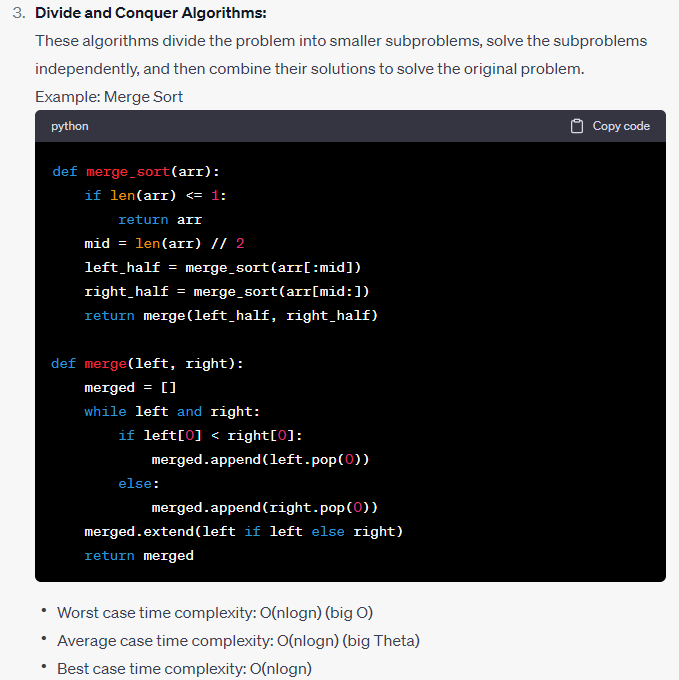 3. Divide and Conquer Algorithms:
These algorithms divide the problem into smaller subproblems, solve the subproblems
independently, and then combine their solutions to solve the original problem.
Example: Merge Sort
python Copy code
def merge_sort(arr):
    if len(arr) <= 1:
        return arr
    mid = len(arr) // 2
    left_half = merge_sort(arr[:mid])
    right_half = merge_sort(arr[mid:])
    return merge(left_half, right_half)
def merge(left, right):
    merged = []
    while left and right:
        if left[0] < right[0]:
            merged.append(left.pop(0))
        else:
            merged.append(right.pop(0))
    merged.extend(left if left else right)
    return merged
• Worst case time complexity: O(nlogn) (big O)
• Average case time complexity: O(nlogn) (big Theta)
• Best case time complexity: O(nlogn)